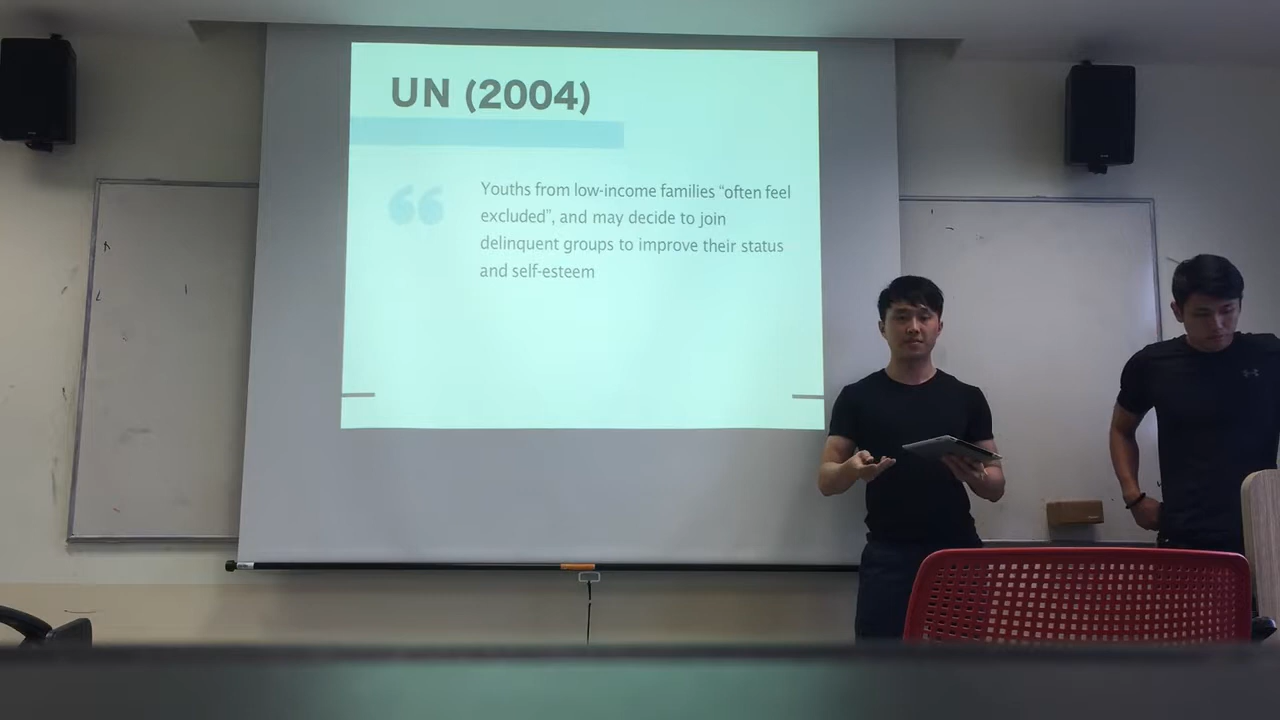 UN (2004)
“
Youths from low-income families “often feel
excluded”, and may decide to join
delinquent groups to improve their status
and self-esteem